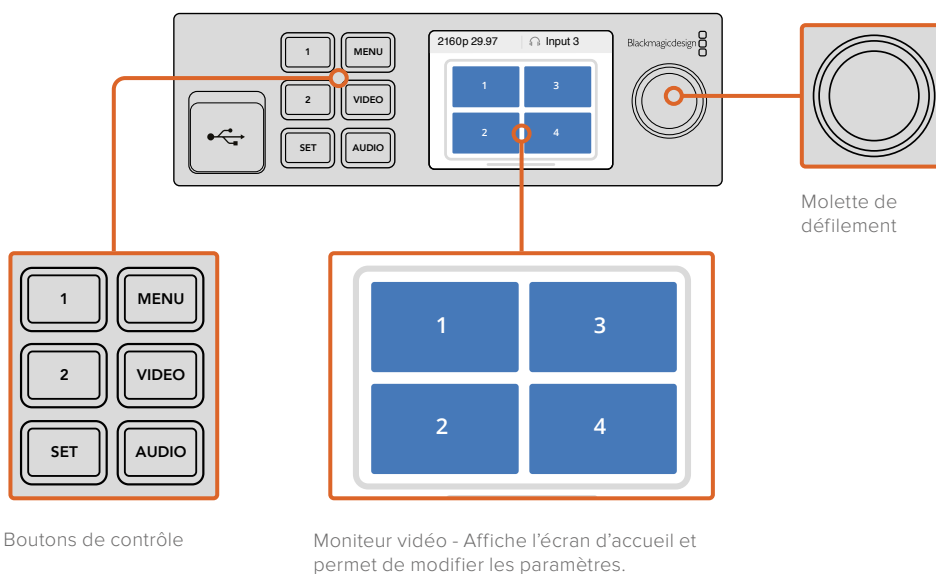 1 MENU
2 VIDEO
SET AUDIO
2160p 29.97 Input 3
1 3
2 4
Blackmagicdesign
Molette de
défilement
1 MENU
2 VIDEO
SET AUDIO
Boutons de contrôle
1 3
2 4
Moniteur vidéo - Affiche l’écran d’accueil et
permet de modifier les paramètres.